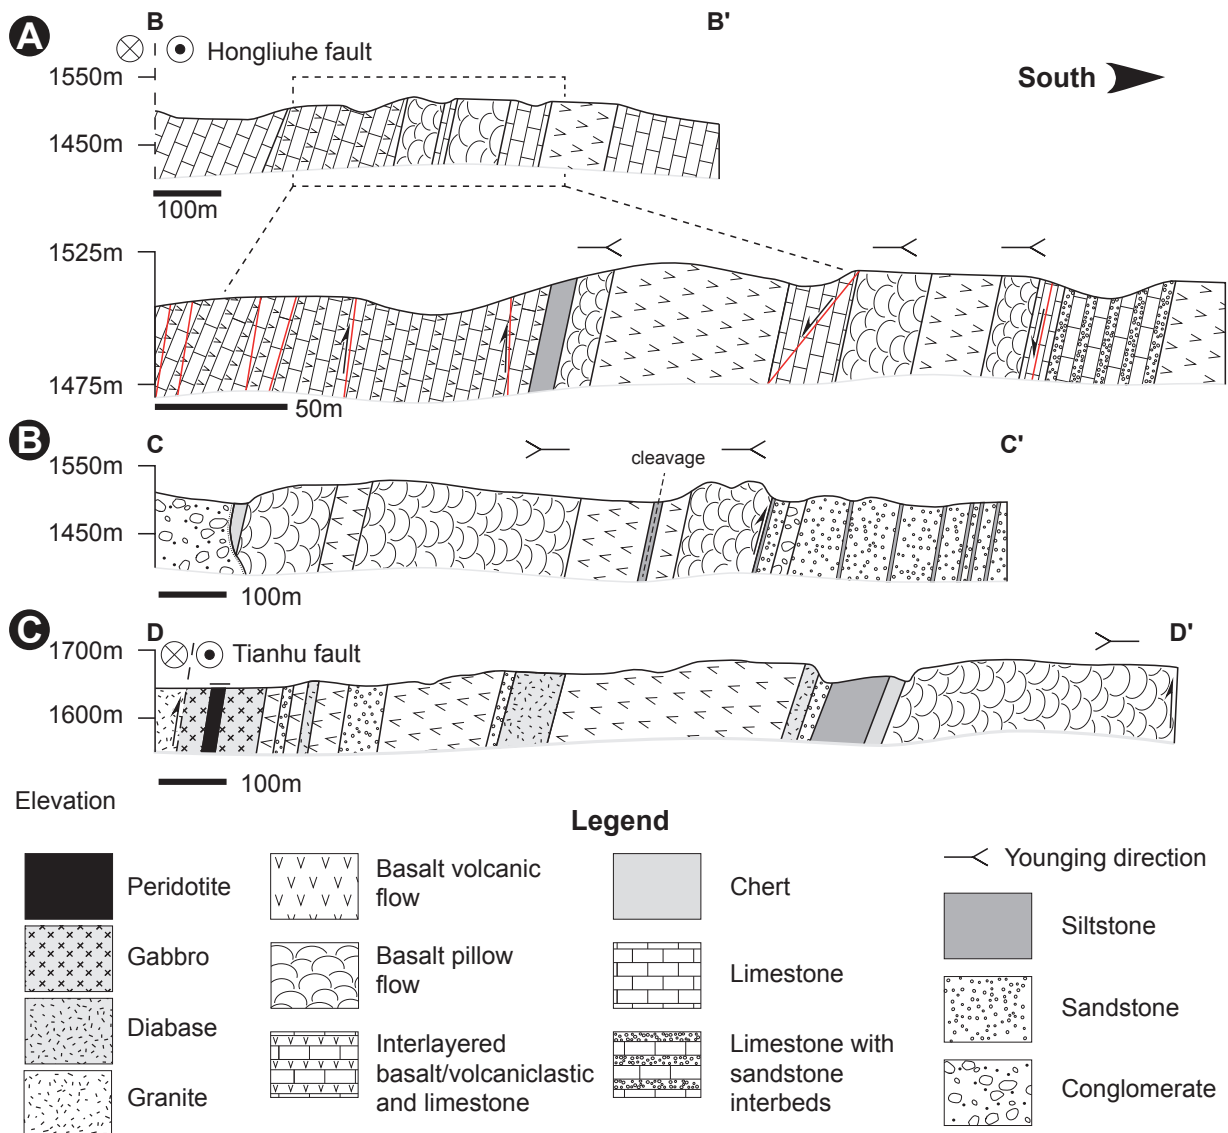 A
B
B'
Hongliuhe fault
1550m
South
1450m
100m
1525m
1475m
50m
B
C
C'
1550m
cleavage
1450m
100m
C
D
D'
1700m
Tianhu fault
1600m
100m
Elevation
Legend
Peridotite
Gabbro
Diabase
Granite
Basalt volcanic
flow
Basalt pillow
flow
Interlayered
basalt/volcaniclastic
and limestone
Chert
Limestone
Limestone with
sandstone
interbeds
Younging direction
Siltstone
Sandstone
Conglomerate